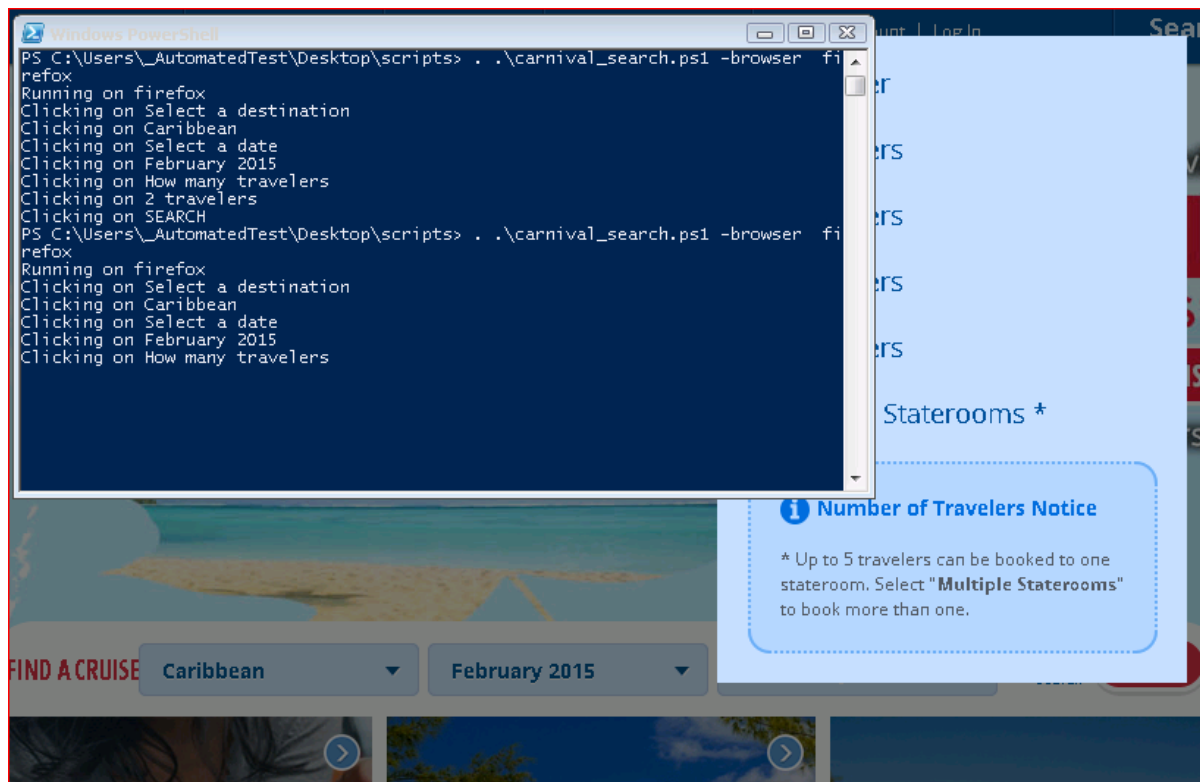 Windows PowerShell
PS C:\Users\_AutomatedTest\Desktop\scripts> . .\carnival_search.ps1 -browser  fi
refox
Running on firefox
Clicking on Select a destination
Clicking on Caribbean
Clicking on Select a date
Clicking on February 2015
Clicking on How many travelers
Clicking on 2 travelers
Clicking on SEARCH
PS C:\Users\_AutomatedTest\Desktop\scripts> . .\carnival_search.ps1 -browser  fi
refox
Running on firefox
Clicking on Select a destination
Clicking on Caribbean
Clicking on Select a date
Clicking on February 2015
Clicking on How many travelers
| Log In
Staterooms *
Number of Travelers Notice
* Up to 5 travelers can be booked to one
stateroom. Select "Multiple Staterooms"
to book more than one.
FIND A CRUISE
Caribbean
February 2015